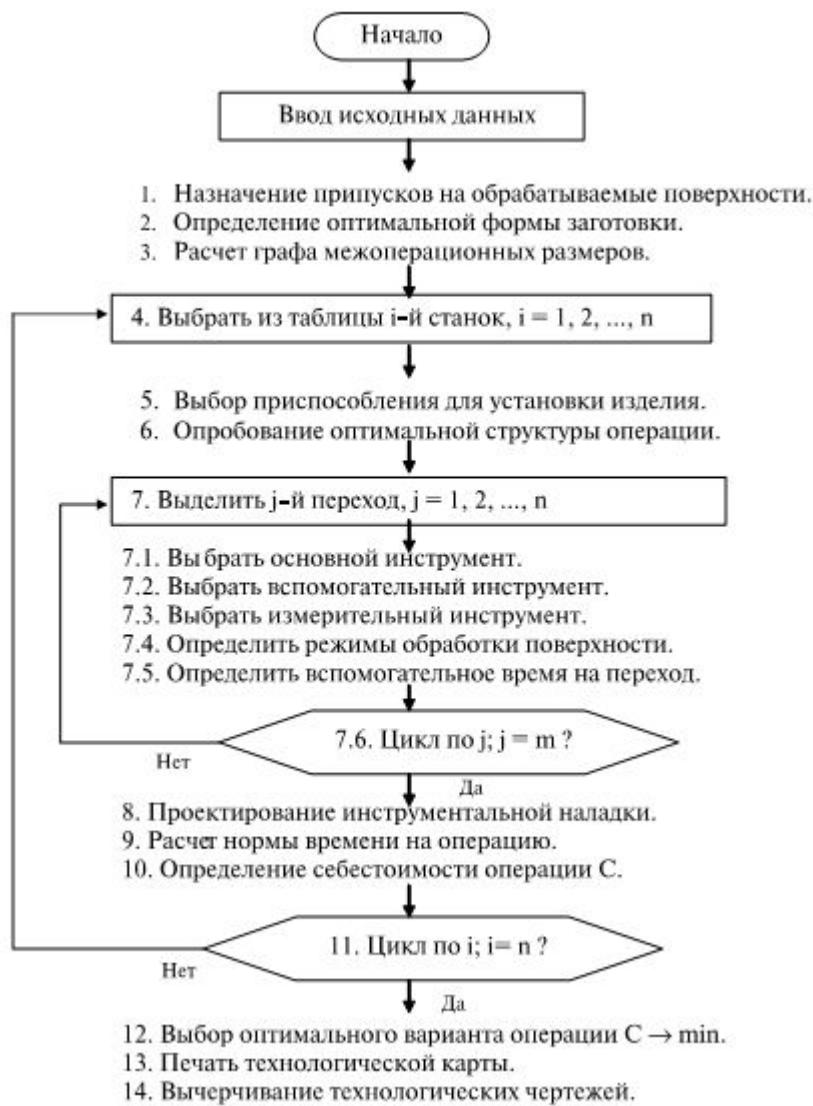 Начало
Ввод исходных данных
1. Назначение припусков на обрабатываемые поверхности.
2. Определение оптимальной формы заготовки.
3. Расчет графа межоперационных размеров.
4. Выбрать из таблицы i-й станок, i = 1, 2, ..., n
5. Выбор приспособления для установки изделия.
6. Опробование оптимальной структуры операции.
7. Выделить j-й переход, j = 1, 2, ..., n
7.1. Выбрать основной инструмент.
7.2. Выбрать вспомогательный инструмент.
7.3. Выбрать измерительный инструмент.
7.4. Определить режимы обработки поверхности.
7.5. Определить вспомогательное время на переход.
7.6. Цикл по j; j = m ?
Нет
Да
8. Проектирование инструментальной наладки.
9. Расчет нормы времени на операцию.
10. Определение себестоимости операции С.
11. Цикл по i; i= n ?
Нет
Да
12. Выбор оптимального варианта операции С → min.
13. Печать технологической карты.
14. Вычерчивание технологических чертежей.